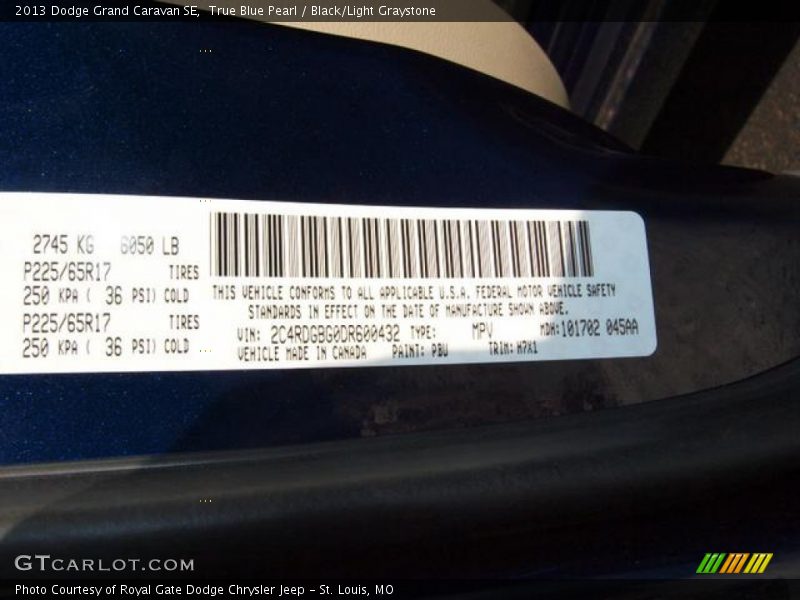 2013 Dodge Grand Caravan SE,  True Blue Pearl / Black/Light Graystone
2745 KG 6050 LB
P225/65R17 TIRES
250 KPA ( 36 PSI) COLD
P225/65R17 TIRES
250 KPA ( 36 PSI) COLD
THIS VEHICLE CONFORMS TO ALL APPLICABLE U.S.A. FEDERAL MOTOR VEHICLE SAFETY
STANDARDS IN EFFECT ON THE DATE OF MANUFACTURE SHOWN ABOVE.
VIN: 2C4RDGBG0DR600432 TYPE: MPV MDH:101702 045AA
VEHICLE MADE IN CANADA PAINT: PBU TRIM: M7X1
GTCARLOT.COM
Photo Courtesy of Royal Gate Dodge Chrysler Jeep - St. Louis, MO